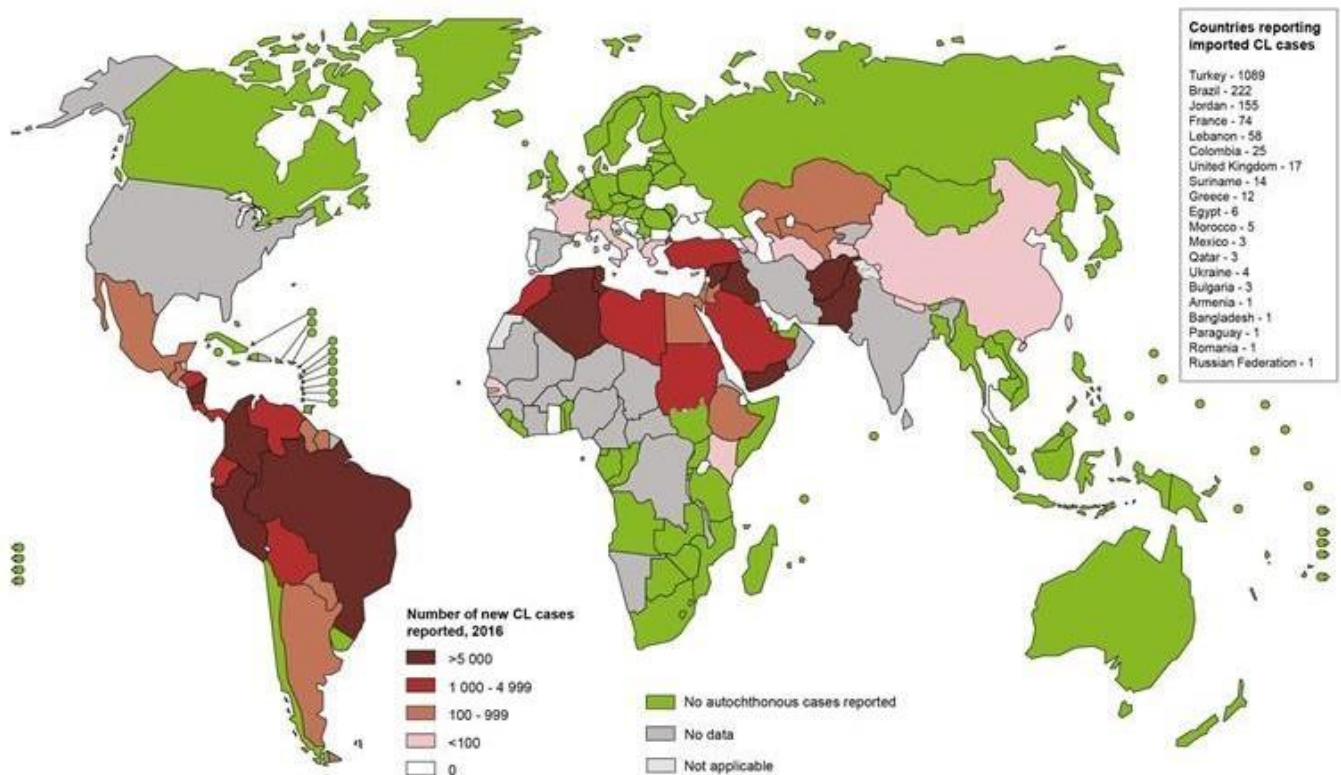 Countries reporting
imported CL cases
Turkey - 1089
Brazil - 222
Jordan - 155
France - 74
Lebanon - 58
Colombia - 25
United Kingdom - 17
Suriname - 14
Greece - 12
Egypt - 6
Morocco - 5
Mexico - 3
Qatar - 3
Ukraine - 4
Bulgaria - 3
Armenia - 1
Bangladesh - 1
Paraguay - 1
Romania - 1
Russian Federation - 1
Number of new CL cases
reported, 2016
>5 000
1 000 - 4 999
100 - 999
<100
0
No autochthonous cases reported
No data
Not applicable